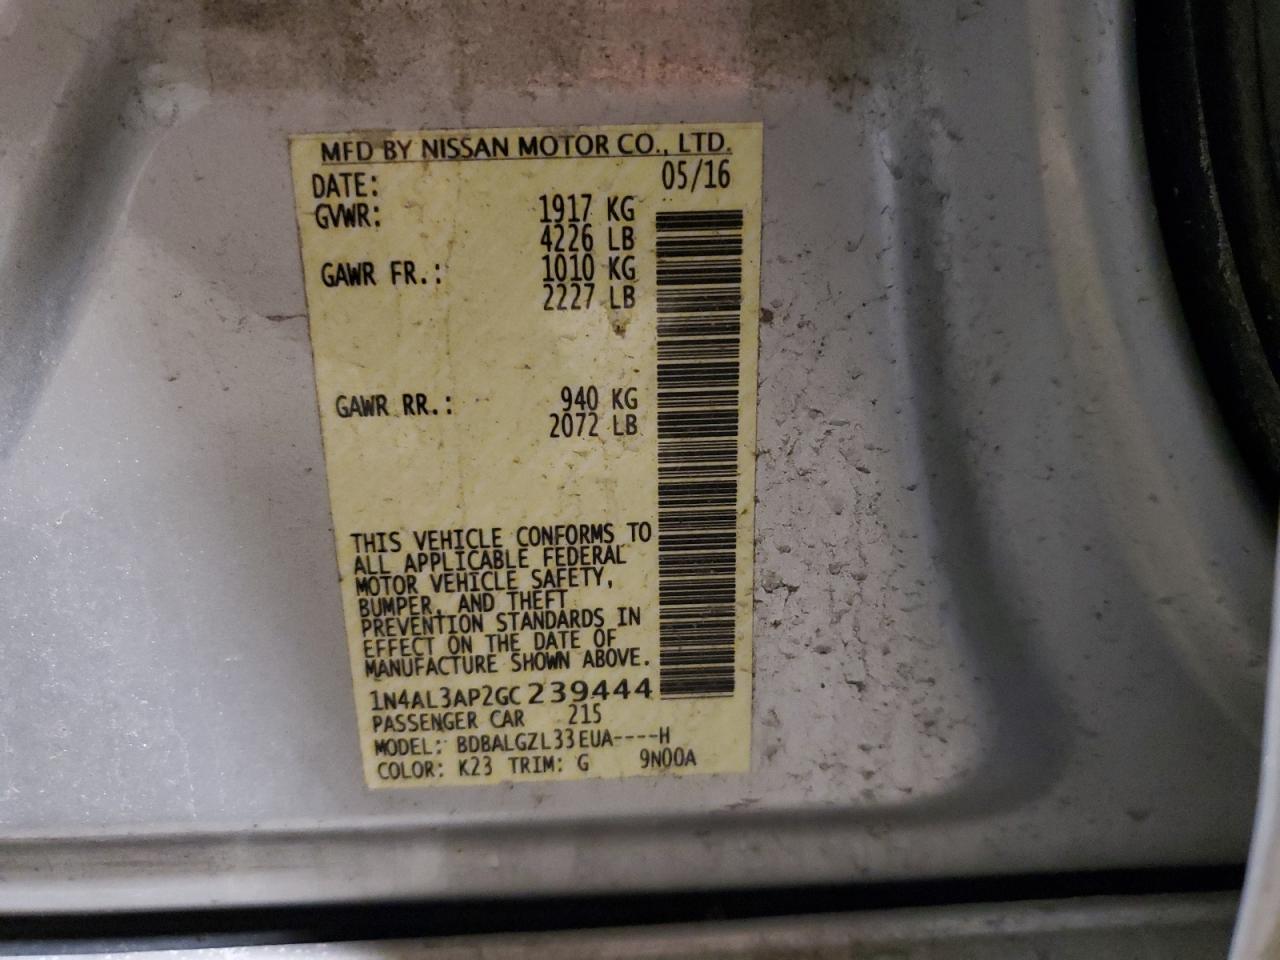 MFD BY NISSAN MOTOR CO., LTD.
DATE: 05/16
GVWR: 1917 KG
4226 LB
GAWR FR.: 1010 KG
2227 LB
GAWR RR.: 940 KG
2072 LB
THIS VEHICLE CONFORMS TO
ALL APPLICABLE FEDERAL
MOTOR VEHICLE SAFETY,
BUMPER, AND THEFT
PREVENTION STANDARDS IN
EFFECT ON THE DATE OF
MANUFACTURE SHOWN ABOVE.
1N4AL3AP2GC239444
PASSENGER CAR 215
MODEL: BDBALGZL33EUA----H
COLOR: K23 TRIM: G 9N00A